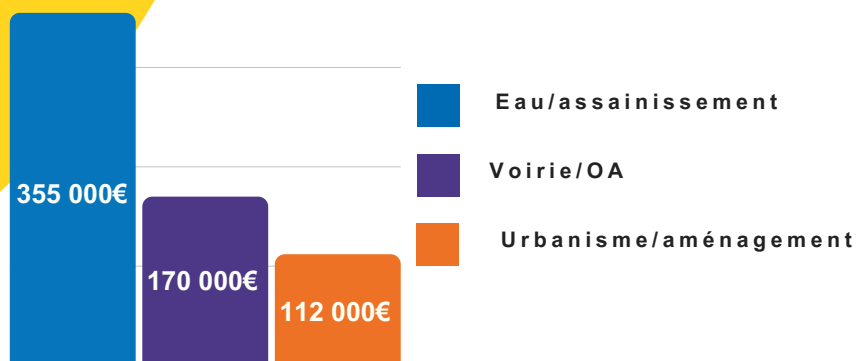 355 000€
170 000€
112 000€
Eau/assainissement
Voirie/OA
Urbanisme/aménagement